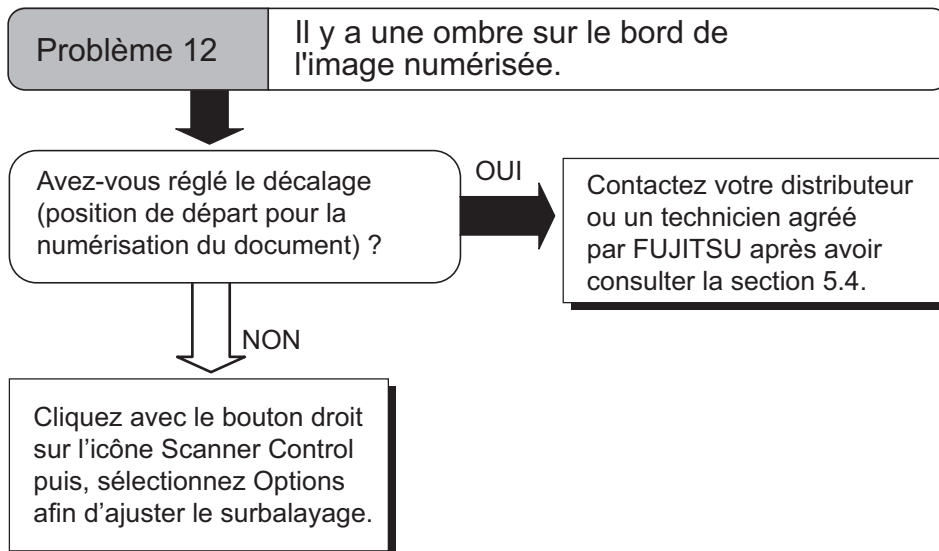 Problème 12
Il y a une ombre sur le bord de
l'image numérisée.
Avez-vous réglé le décalage
(position de départ pour la
numérisation du document) ?
OUI
Contactez votre distributeur
ou un technicien agréé
par FUJITSU après avoir
consulter la section 5.4.
NON
Cliquez avec le bouton droit
sur l’icône Scanner Control
puis, sélectionnez Options
afin d’ajuster le surbalayage.